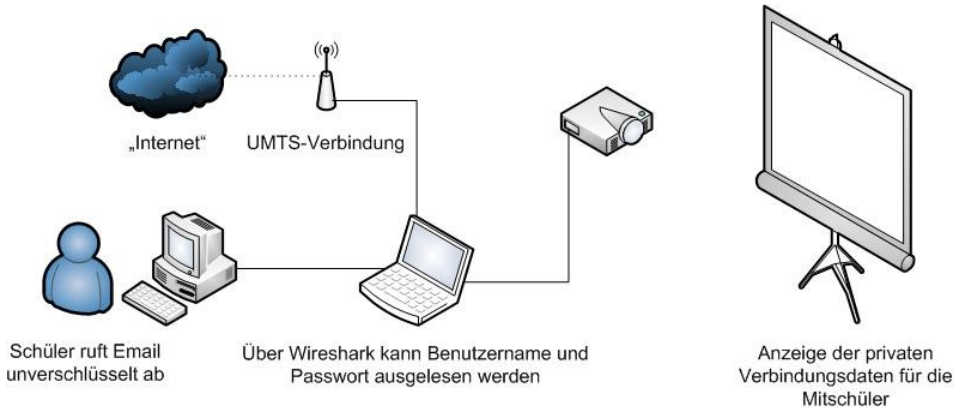 „Internet“
UMTS-Verbindung
Schüler ruft Email
unverschlüsselt ab
Über Wireshark kann Benutzername und
Passwort ausgelesen werden
Anzeige der privaten
Verbindungsdaten für die
Mitschüler